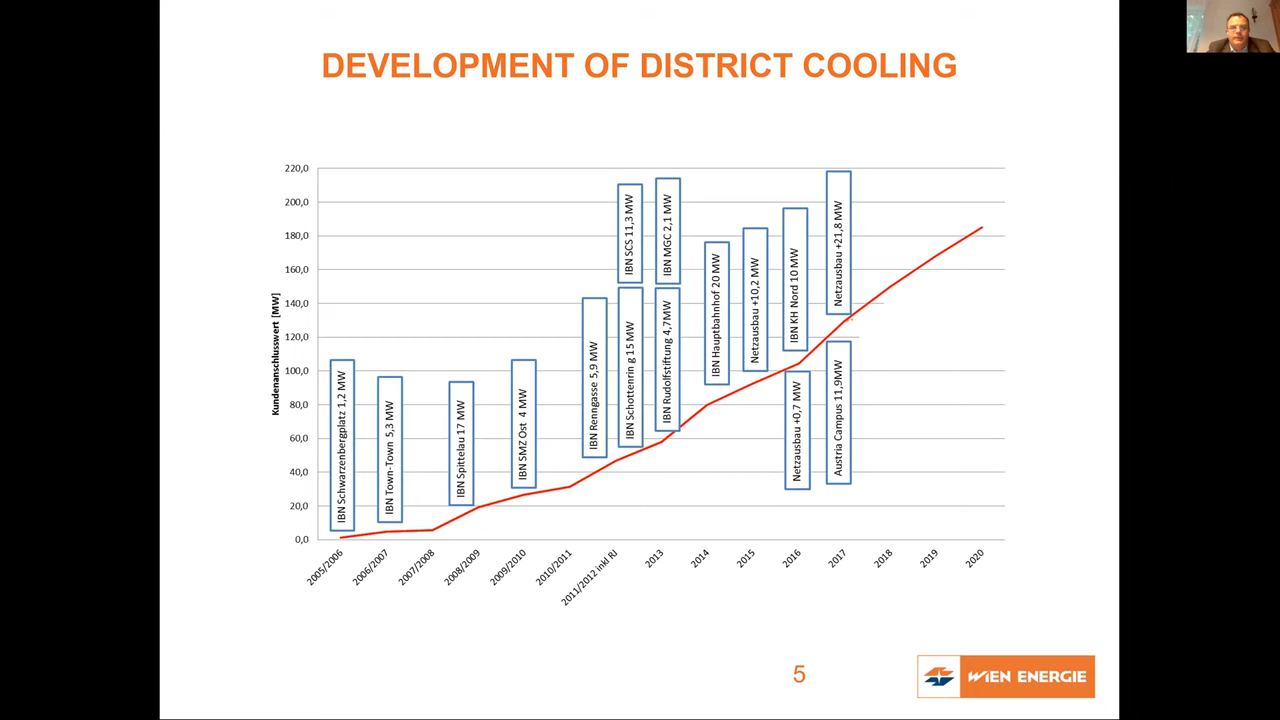 DEVELOPMENT OF DISTRICT COOLING
Kundenanschlusswert [MW]
220,0
200,0
180,0
160,0
140,0
120,0
100,0
80,0
60,0
40,0
20,0
0,0
IBN Schwarzenbergplatz 1,2 MW
IBN Town-Town 5,3 MW
IBN Spittelau 17 MW
IBN SMZ Ost 4 MW
IBN Renngasse 5,9 MW
IBN SCS 11,3 MW
IBN Schottenrin g 15 MW
IBN MGC 2,1 MW
IBN Rudolfstiftung 4,7MW
IBN Hauptbahnhof 20 MW
Netzausbau +10,2 MW
IBN KH Nord 10 MW
Netzausbau +0,7 MW
Netzausbau +21,8 MW
Austria Campus 11,9MW
2005/2006
2006/2007
2007/2008
2008/2009
2009/2010
2010/2011
2011/2012 inkl RJ
2013
2014
2015
2016
2017
2018
2019
2020
5
WIEN ENERGIE